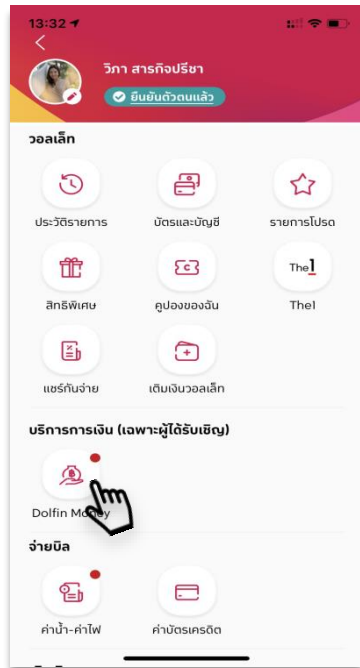 13:32
วิภา สารกิจปรีชา
ยืนยันตัวตนแล้ว
วอลเล็ท
ประวัติรายการ บัตรและบัญชี รายการโปรด
The1
สิทธิพิเศษ คูปองของฉัน The1
แชร์กันจ่าย เติมเงินวอลเล็ท
บริการการเงิน (เฉพาะผู้ได้รับเชิญ)
Dolfin Money
จ่ายบิล
ค่าน้ำ-ค่าไฟ ค่าบัตรเครดิต